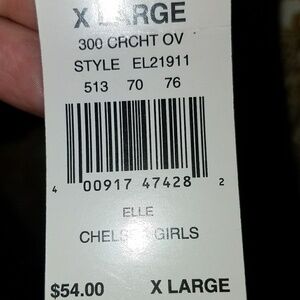 X LARGE
300 CRCHT OV
STYLE EL21911
513 70 76
4 00917 47428 2
ELLE
GIRLS
$54.00 X LARGE